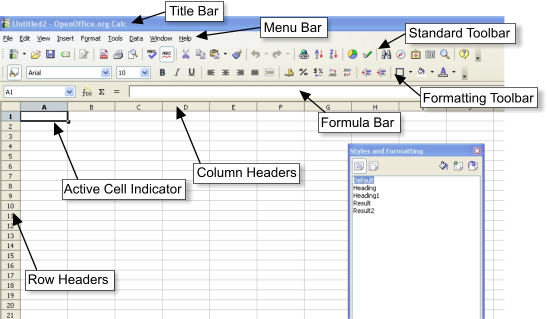 Title Bar
Untitled2 - OpenOffice.org Calc
Menu Bar
File Edit View Insert Format Tools Data Window Help
Standard Toolbar
Arial 10 B I U
Formatting Toolbar
A1 f(x) Σ =
Formula Bar
A B C D E F G H
1
2
3
4
Styles and Formatting
5
6
Column Headers
7
Default
8
Active Cell Indicator
Heading
9
Heading1
10
Result
11
Result2
12
13
14
15
16
17
Row Headers
18
19
20
21